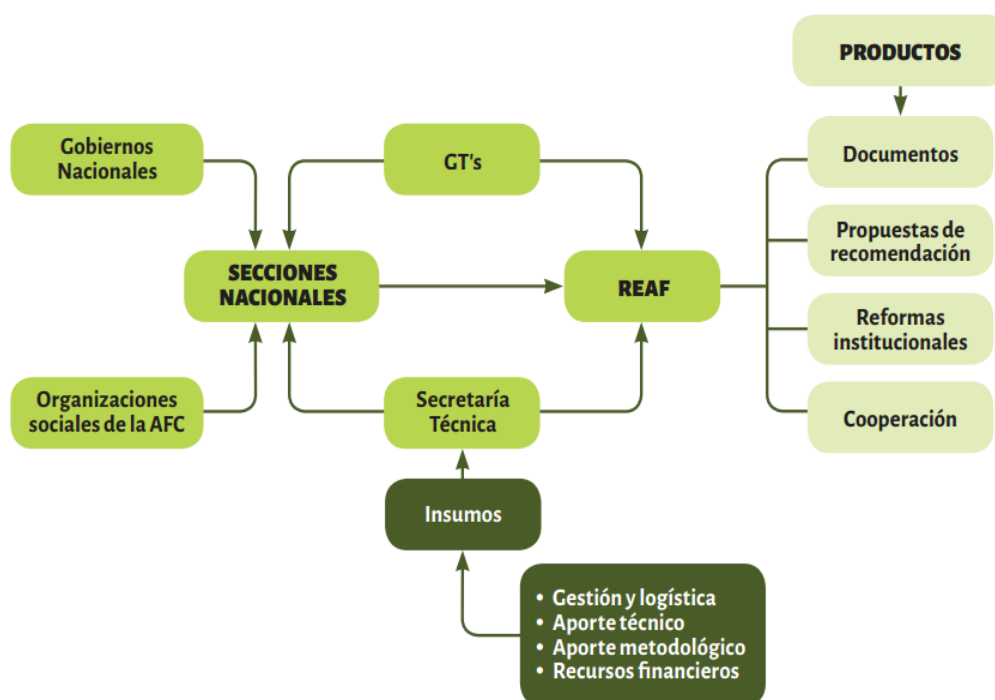 PRODUCTOS
Gobiernos
Nacionales
GT's
Documentos
Propuestas de
recomendación
SECCIONES
NACIONALES
REAF
Reformas
institucionales
Organizaciones
sociales de la AFC
Secretaría
Técnica
Cooperación
Insumos
• Gestión y logística
• Aporte técnico
• Aporte metodológico
• Recursos financieros